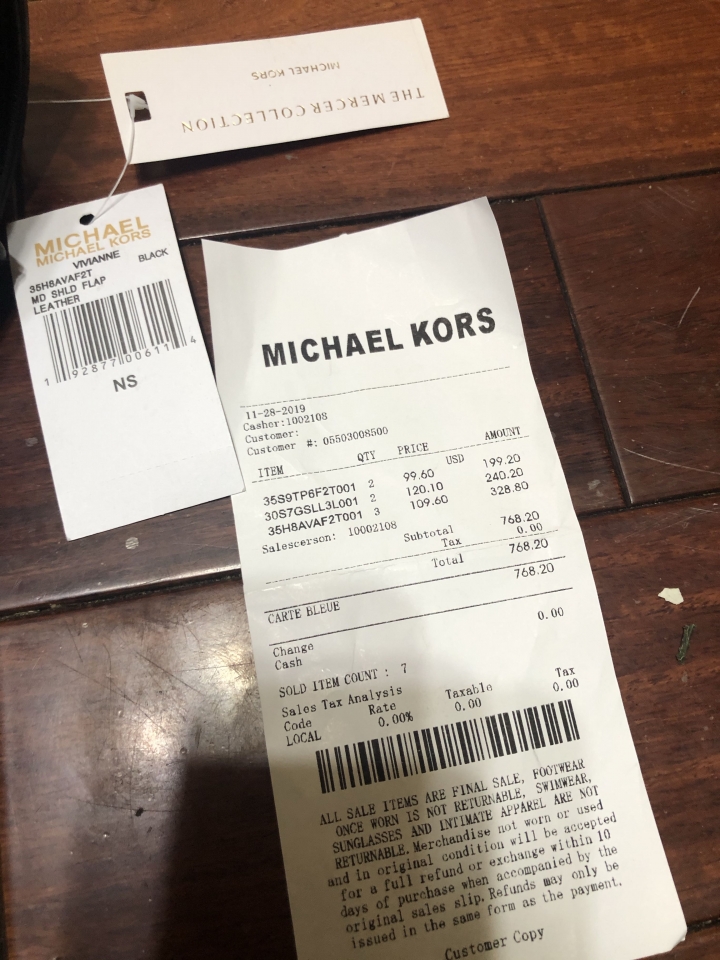 THE MERCER COLLECTION
MICHAEL KORS
MICHAEL
MICHAEL KORS
VIVIANNE
35H8AVAF2T BLACK
MD SHLD FLAP
LEATHER
1 92877 00611 4
NS
MICHAEL KORS
11-28-2019
Casher:1002108
Customer:
Customer #: 05503008500
ITEM QTY PRICE AMOUNT
USD
35S9TP6F2T001 2 99.60 199.20
30S7GSLL3L001 2 120.10 240.20
35H8AVAF2T001 3 109.60 328.80
Salescerson: 10002108
Subtotal 768.20
Tax 0.00
Total 768.20
CARTE BLEUE 768.20
Change 0.00
Cash
SOLD ITEM COUNT : 7
Sales Tax Analysis
Code Rate Taxable Tax
LOCAL 0.00% 0.00 0.00
ALL SALE ITEMS ARE FINAL SALE, FOOTWEAR
ONCE WORN IS NOT RETURNABLE, SWIMWEAR,
SUNGLASSES AND INTIMATE APPAREL ARE NOT
RETURNABLE. Merchandise not worn or used
and in original condition will be accepted
for a full refund or exchange within 10
days of purchase when accompanied by the
original sales slip. Refunds may only be
issued in the same form as the payment.
Customer Copy